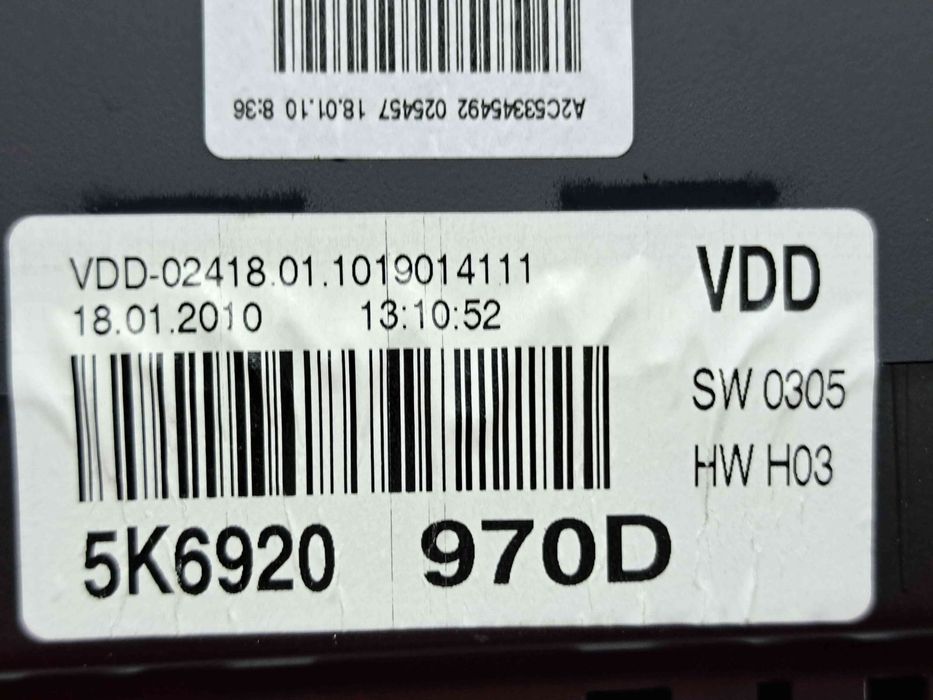 A2C53345492 025457 18.01.10 8:36
VDD-02418.01.1019014111
18.01.2010 13:10:52
VDD
SW 0305
HW H03
5K6920 970D